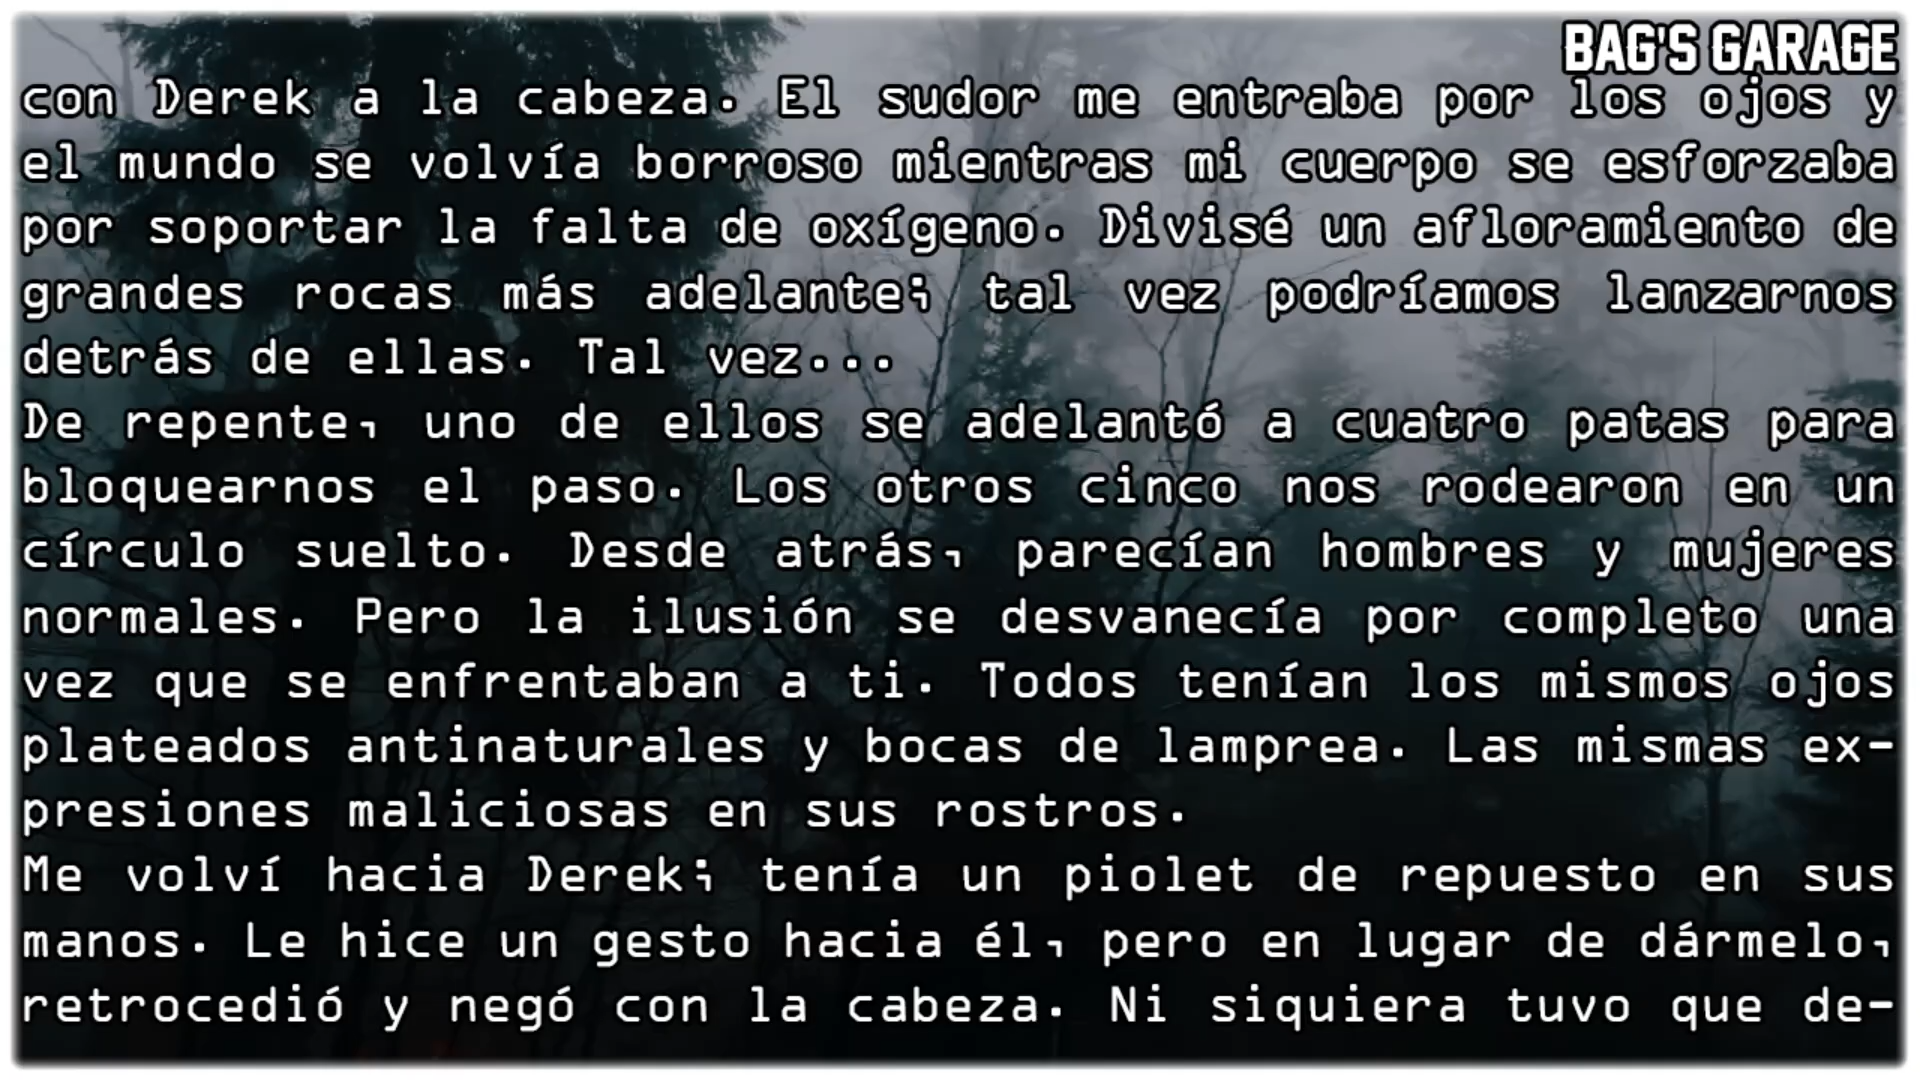 BAG'S GARAGE
con Derek a la cabeza. El sudor me entraba por los ojos y
el mundo se volvía borroso mientras mi cuerpo se esforzaba
por soportar la falta de oxígeno. Divisé un afloramiento de
grandes rocas más adelante; tal vez podríamos lanzarnos
detrás de ellas. Tal vez...
De repente, uno de ellos se adelantó a cuatro patas para
bloquearnos el paso. Los otros cinco nos rodearon en un
círculo suelto. Desde atrás, parecían hombres y mujeres
normales. Pero la ilusión se desvanecía por completo una
vez que se enfrentaban a ti. Todos tenían los mismos ojos
plateados antinaturales y bocas de lamprea. Las mismas ex-
presiones maliciosas en sus rostros.
Me volví hacia Derek; tenía un piolet de repuesto en sus
manos. Le hice un gesto hacia él, pero en lugar de dármelo,
retrocedió y negó con la cabeza. Ni siquiera tuvo que de-